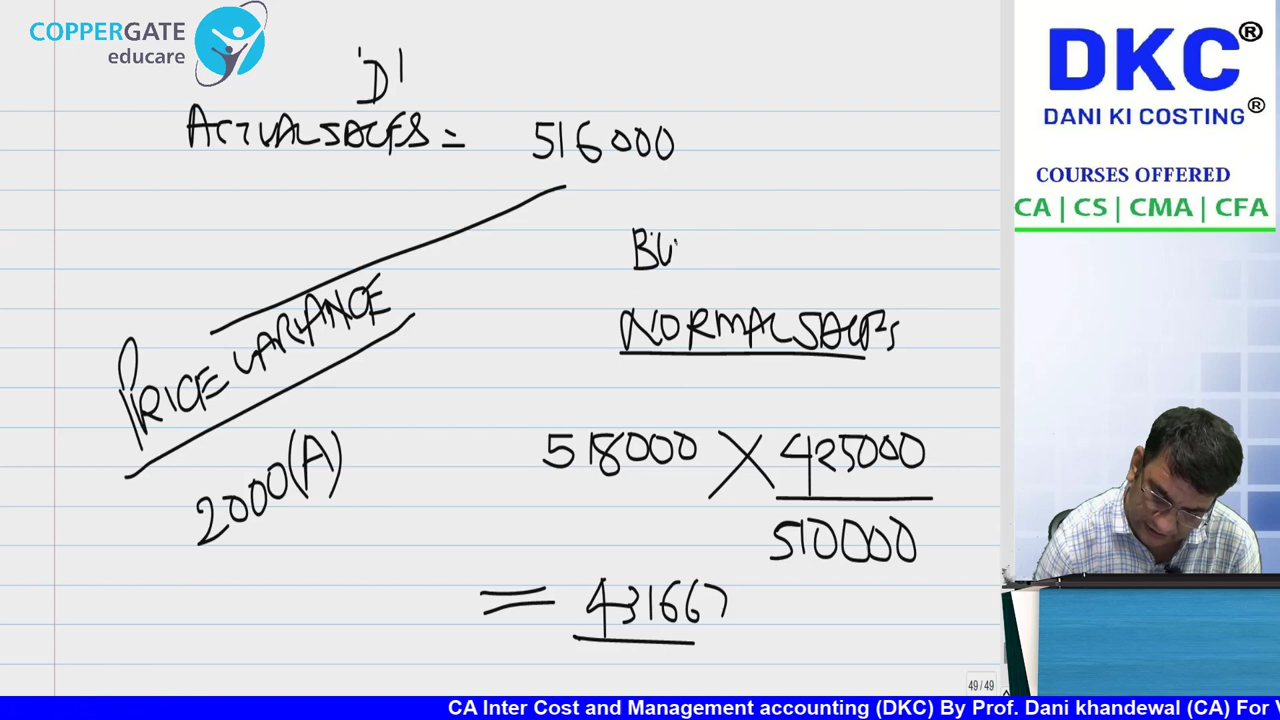 COPPERGATE
educare
'D'
ACTUAL SALES = 516000
BU
NORMAL SALES
PRICE VARIANCE
2000(A)
518000 X 425000
510000
= 431667
DKC®
DANI KI COSTING®
COURSES OFFERED
CA | CS | CMA | CFA
49 / 49
CA Inter Cost and Management accounting (DKC) By Prof. Dani khandewal (CA) For V